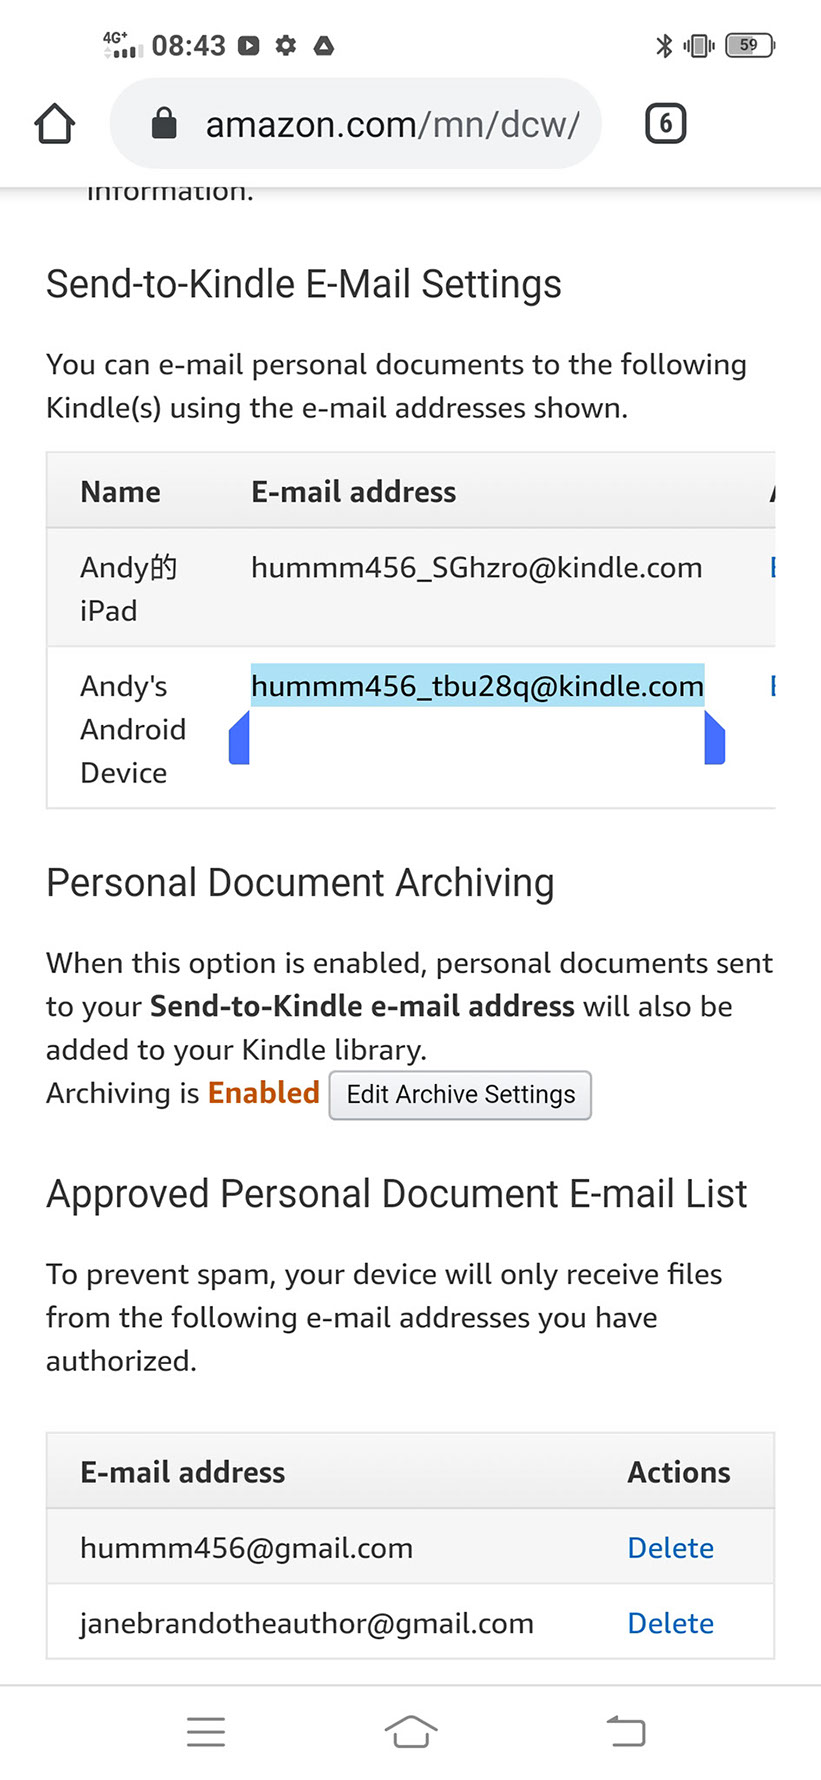 4G+ 08:43 59
amazon.com/mn/dcw/ 6
information.
Send-to-Kindle E-Mail Settings
You can e-mail personal documents to the following
Kindle(s) using the e-mail addresses shown.
Name E-mail address
Andy的 hummm456_SGhzro@kindle.com
iPad
Andy's hummm456_tbu28q@kindle.com
Android
Device
Personal Document Archiving
When this option is enabled, personal documents sent
to your Send-to-Kindle e-mail address will also be
added to your Kindle library.
Archiving is Enabled Edit Archive Settings
Approved Personal Document E-mail List
To prevent spam, your device will only receive files
from the following e-mail addresses you have
authorized.
E-mail address Actions
hummm456@gmail.com Delete
janebrandotheauthor@gmail.com Delete